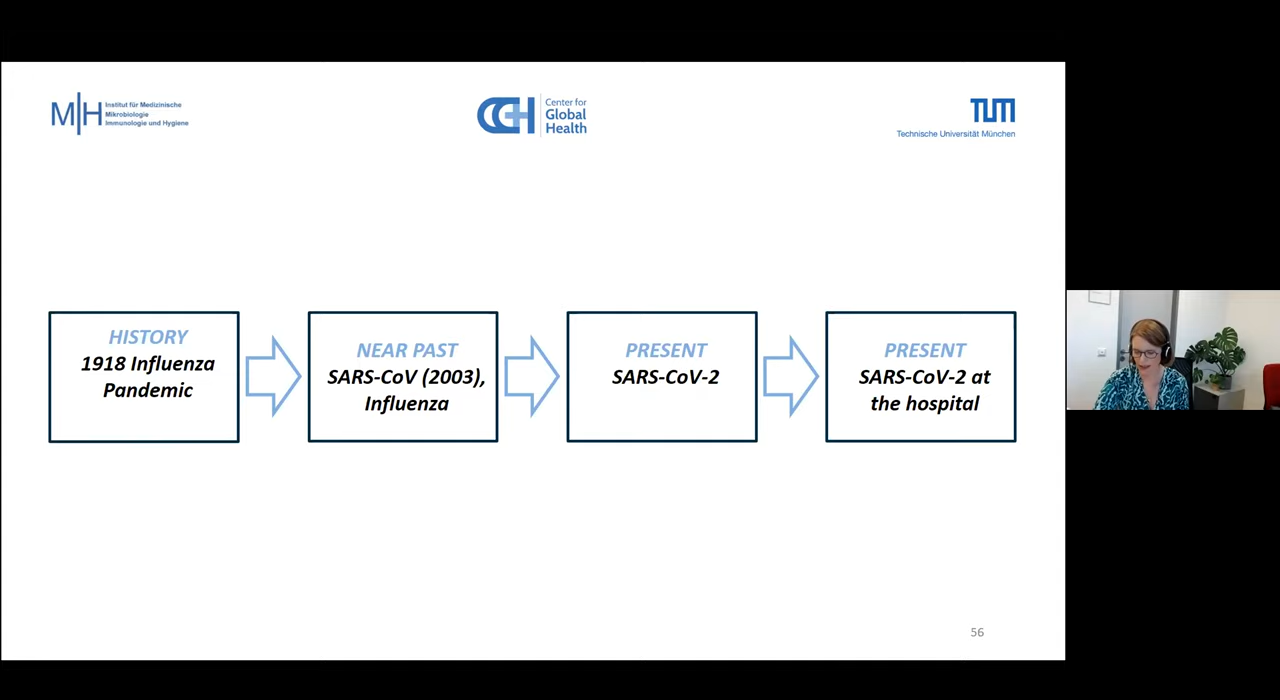 MIH Institut für Medizinische
Mikrobiologie
Immunologie und Hygiene
CGH Center for
Global
Health
TUM
Technische Universität München
HISTORY
1918 Influenza
Pandemic
NEAR PAST
SARS-CoV (2003),
Influenza
PRESENT
SARS-CoV-2
PRESENT
SARS-CoV-2 at
the hospital
56